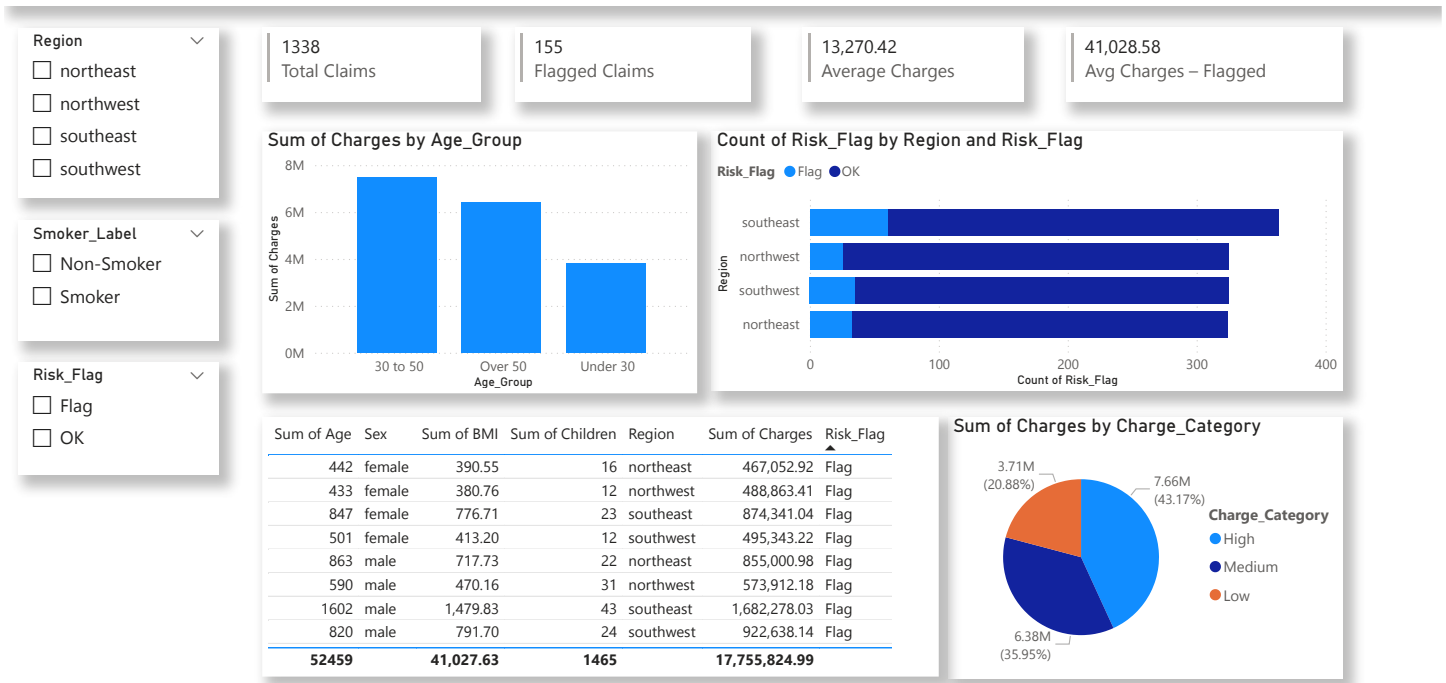 Region
northeast
northwest
southeast
southwest
Smoker_Label
Non-Smoker
Smoker
Risk_Flag
Flag
OK
1338
Total Claims
155
Flagged Claims
13,270.42
Average Charges
41,028.58
Avg Charges – Flagged
Sum of Charges by Age_Group
8M
6M
4M
2M
0M
Sum of Charges
30 to 50 Over 50 Under 30
Age_Group
Count of Risk_Flag by Region and Risk_Flag
Risk_Flag Flag OK
Region
southeast
northwest
southwest
northeast
0 100 200 300 400
Count of Risk_Flag
Sum of Age Sex Sum of BMI Sum of Children Region Sum of Charges Risk_Flag
442 female 390.55 16 northeast 467,052.92 Flag
433 female 380.76 12 northwest 488,863.41 Flag
847 female 776.71 23 southeast 874,341.04 Flag
501 female 413.20 12 southwest 495,343.22 Flag
863 male 717.73 22 northeast 855,000.98 Flag
590 male 470.16 31 northwest 573,912.18 Flag
1602 male 1,479.83 43 southeast 1,682,278.03 Flag
820 male 791.70 24 southwest 922,638.14 Flag
52459 41,027.63 1465 17,755,824.99
Sum of Charges by Charge_Category
3.71M
(20.88%)
7.66M
(43.17%)
6.38M
(35.95%)
Charge_Category
High
Medium
Low